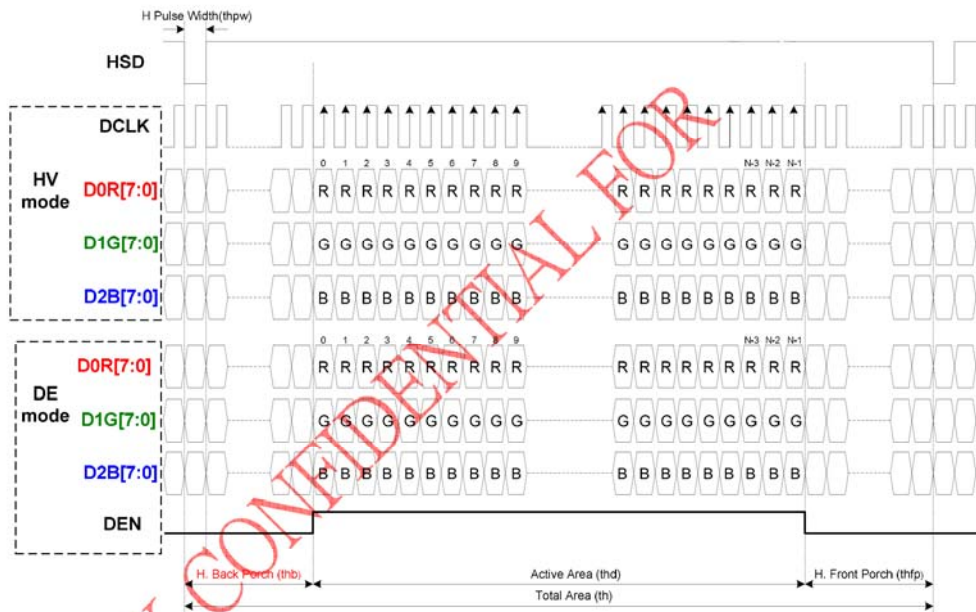 H Pulse Width(thpw)
HSD
DCLK
HV mode
0 1 2 3 4 5 6 7 8 9 N-3 N-2 N-1
D0R[7:0] R R R R R R R R R R R R R R R R R R R
D1G[7:0] G G G G G G G G G G G G G G G G G G G
D2B[7:0] B B B B B B B B B B B B B B B B B B B
DE mode
0 1 2 3 4 5 6 7 8 9 N-3 N-2 N-1
D0R[7:0] R R R R R R R R R R R R R R R R R R R
D1G[7:0] G G G G G G G G G G G G G G G G G G G
D2B[7:0] B B B B B B B B B B B B B B B B B B B
DEN
H. Back Porch (thb) Active Area (thd) H. Front Porch (thfp)
Total Area (th)
CONFIDENTIAL FOR